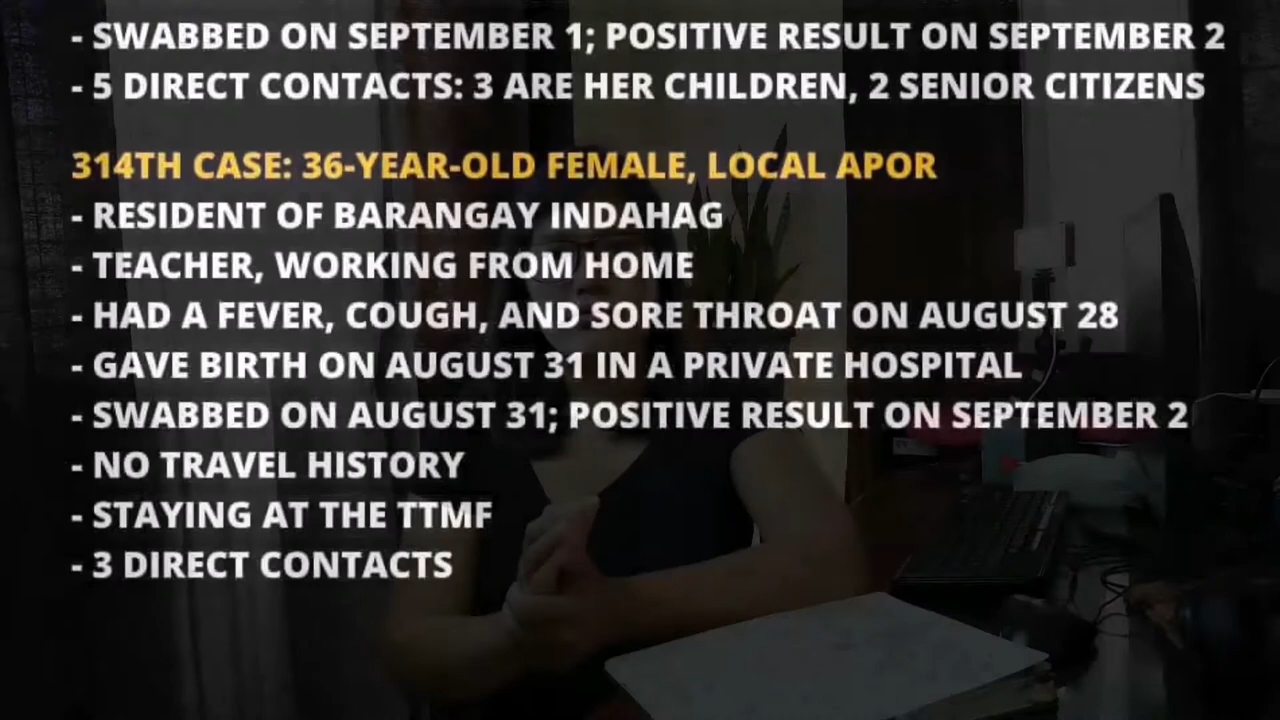 - SWABBED ON SEPTEMBER 1; POSITIVE RESULT ON SEPTEMBER 2
- 5 DIRECT CONTACTS: 3 ARE HER CHILDREN, 2 SENIOR CITIZENS
314TH CASE: 36-YEAR-OLD FEMALE, LOCAL APOR
- RESIDENT OF BARANGAY INDAHAG
- TEACHER, WORKING FROM HOME
- HAD A FEVER, COUGH, AND SORE THROAT ON AUGUST 28
- GAVE BIRTH ON AUGUST 31 IN A PRIVATE HOSPITAL
- SWABBED ON AUGUST 31; POSITIVE RESULT ON SEPTEMBER 2
- NO TRAVEL HISTORY
- STAYING AT THE TTMF
- 3 DIRECT CONTACTS